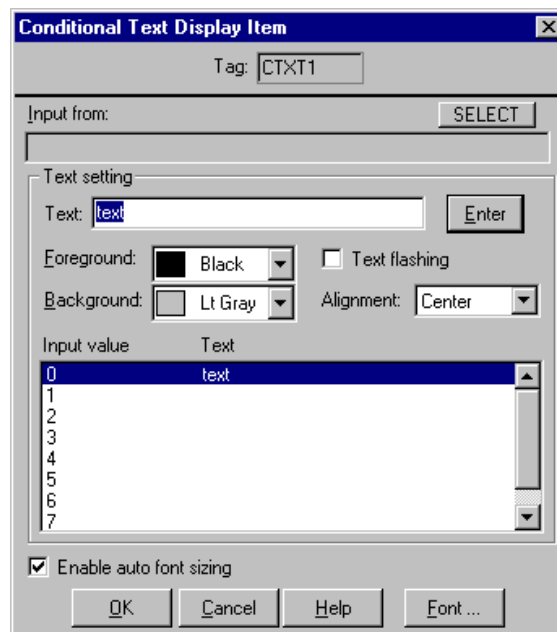 Conditional Text Display Item
Tag: CTXT1
Input from: SELECT
Text setting
Text: text Enter
Foreground: Black Text flashing
Background: Lt Gray Alignment: Center
Input value Text
0 text
1
2
3
4
5
6
7
Enable auto font sizing
OK Cancel Help Font ...